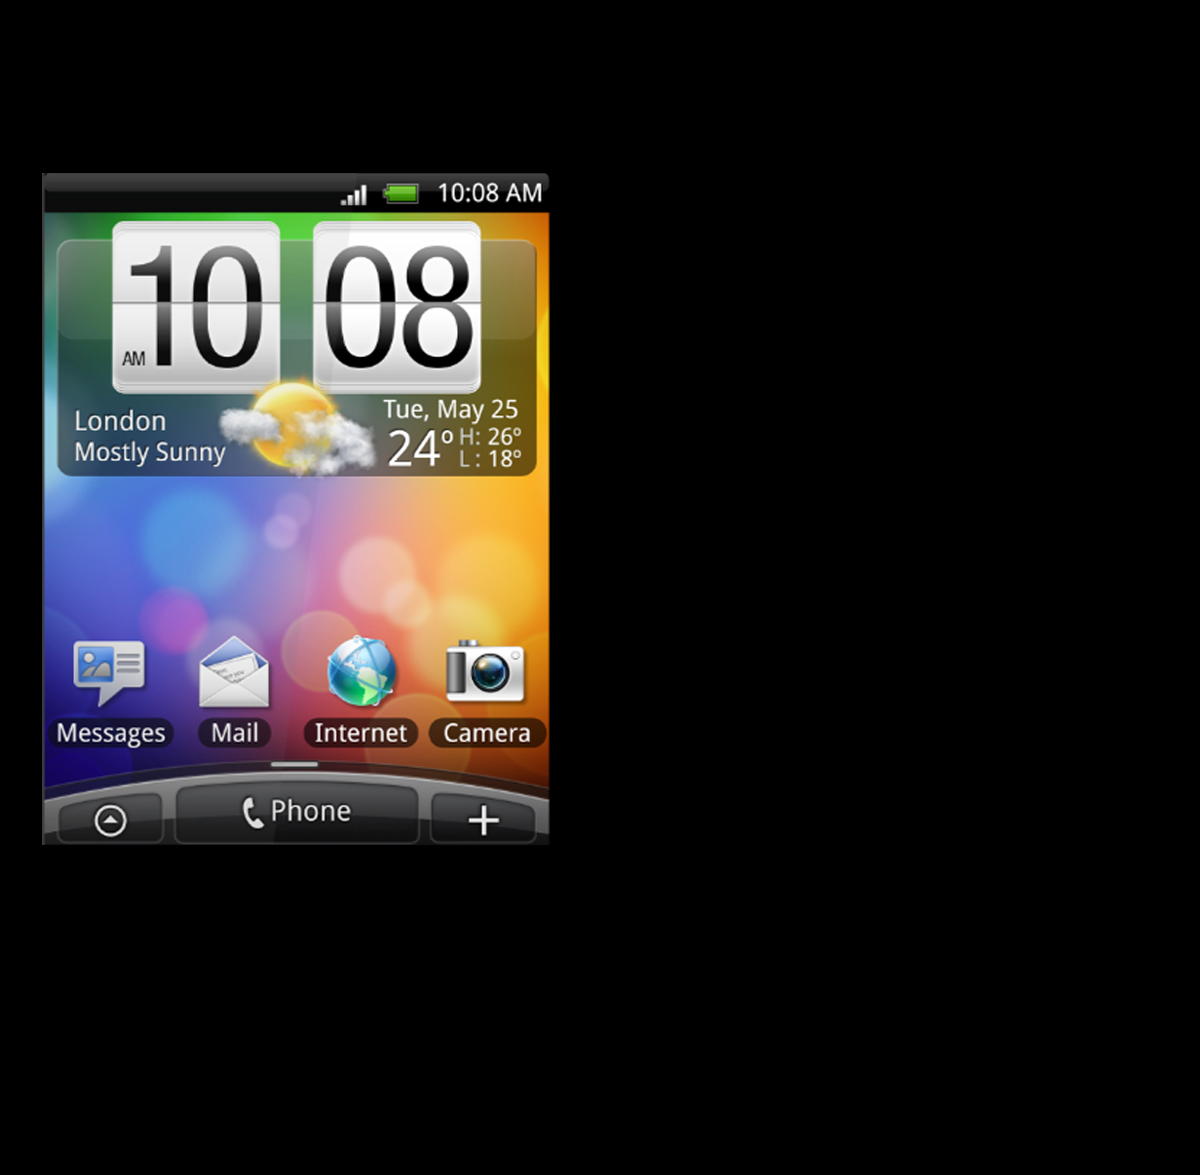 10:08 AM
10 08
AM
London
Mostly Sunny
Tue, May 25
24° H: 26°
L: 18°
Messages Mail Internet Camera
Phone